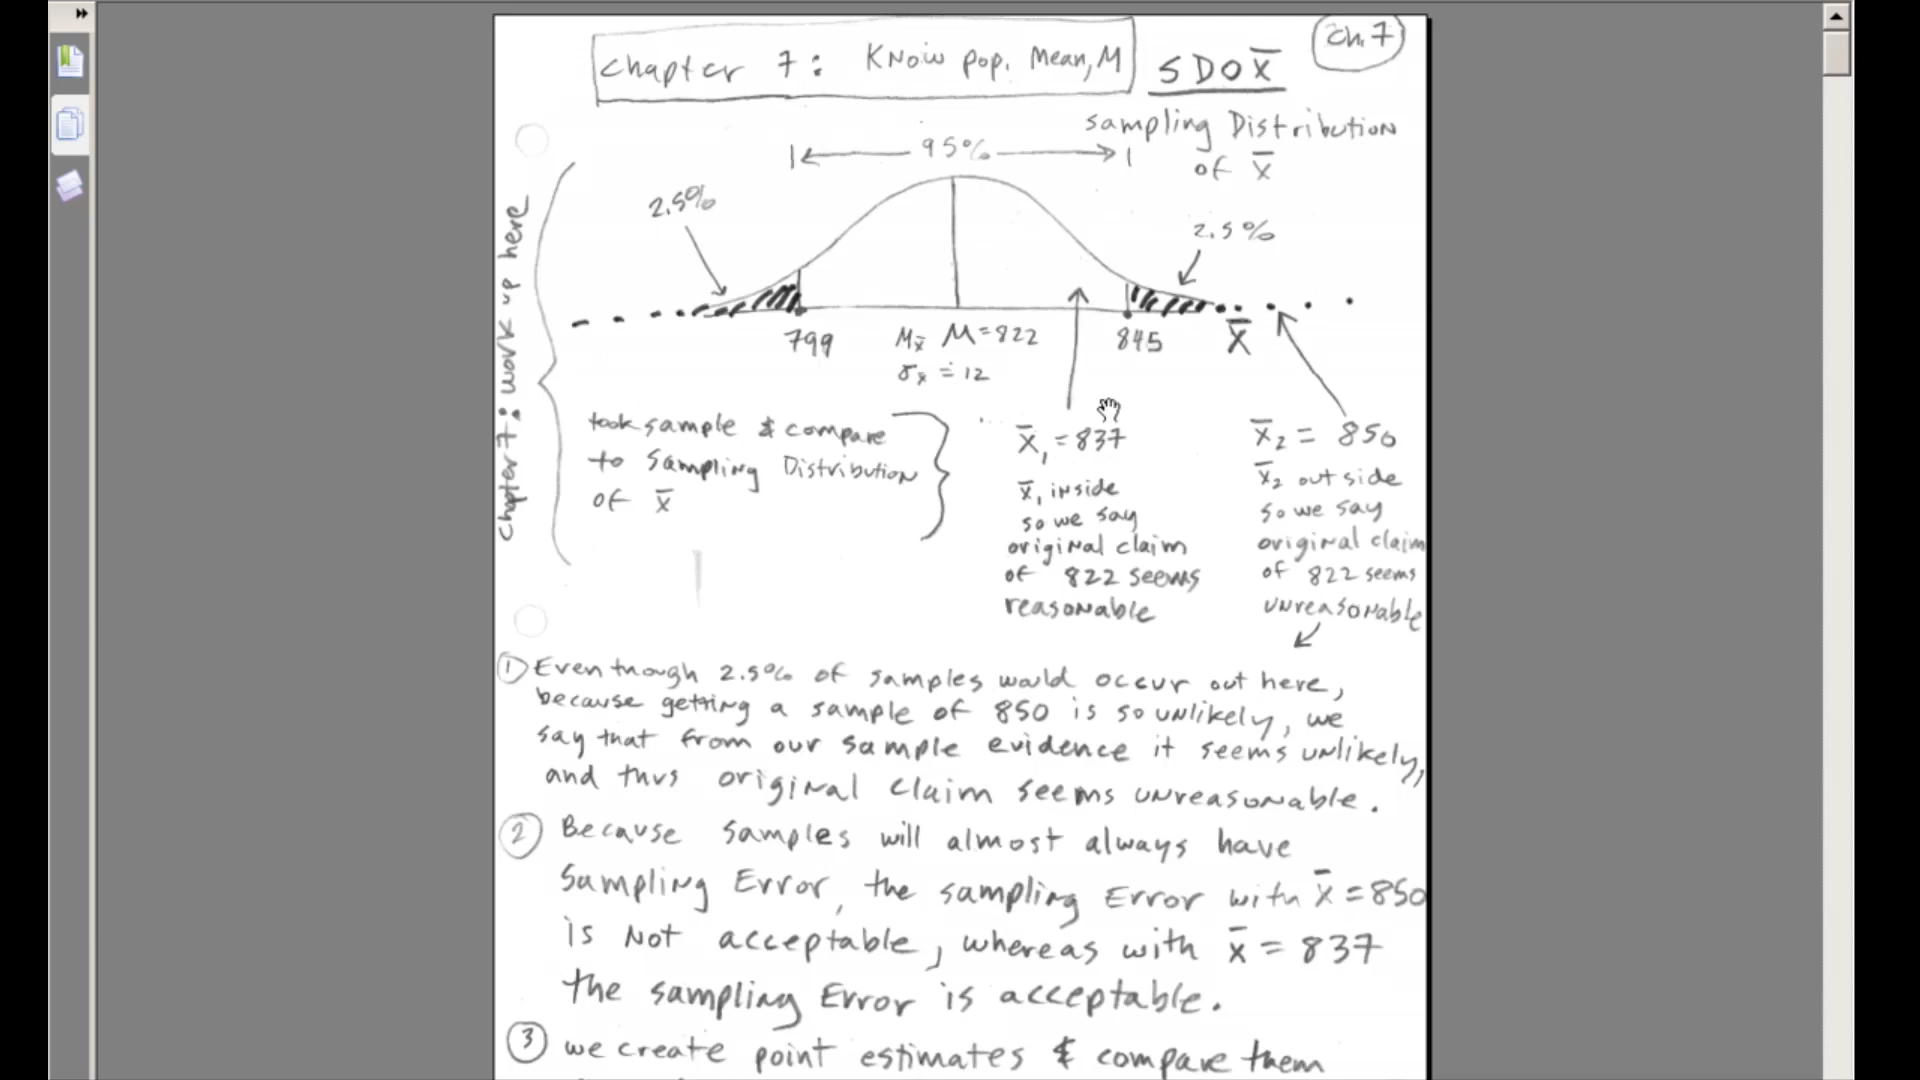 Chapter 7: Know pop. Mean, M
SDOX̄
Ch. 7
Sampling Distribution
of x̄
95%
2.5%
2.5%
799
Mx̄ M=822
845
X̄
σx̄ = 12
Chapter 7: work up here
took sample & compare
to Sampling Distribution
of x̄
x̄1 = 837
x̄1 inside
so we say
original claim
of 822 seems
reasonable
x̄2 = 850
x̄2 out side
so we say
original claim
of 822 seems
unreasonable
① Even though 2.5% of samples would occur out here,
because getting a sample of 850 is so unlikely, we
say that from our sample evidence it seems unlikely,
and thus original claim seems unreasonable.
② Because samples will almost always have
Sampling Error, the sampling Error with x̄ = 850
is Not acceptable, whereas with x̄ = 837
the sampling Error is acceptable.
③ we create point estimates & compare them